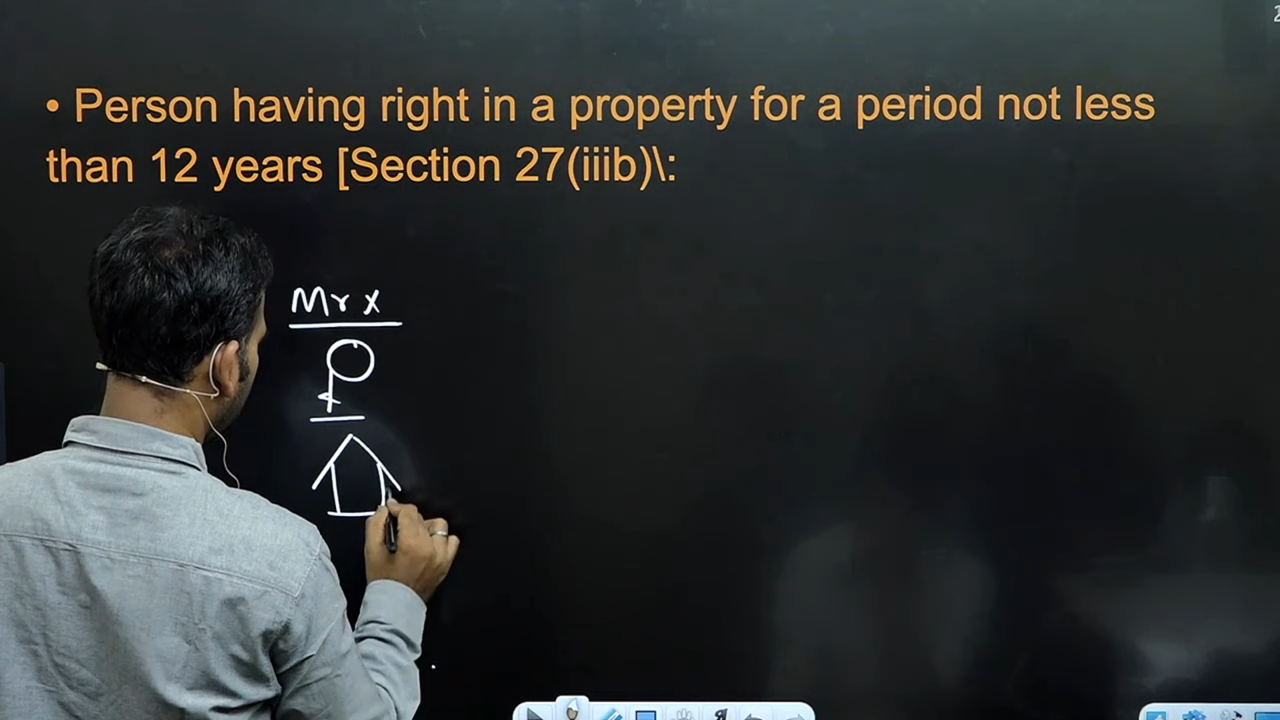 • Person having right in a property for a period not less
than 12 years [Section 27(iiib)\:
Mr x